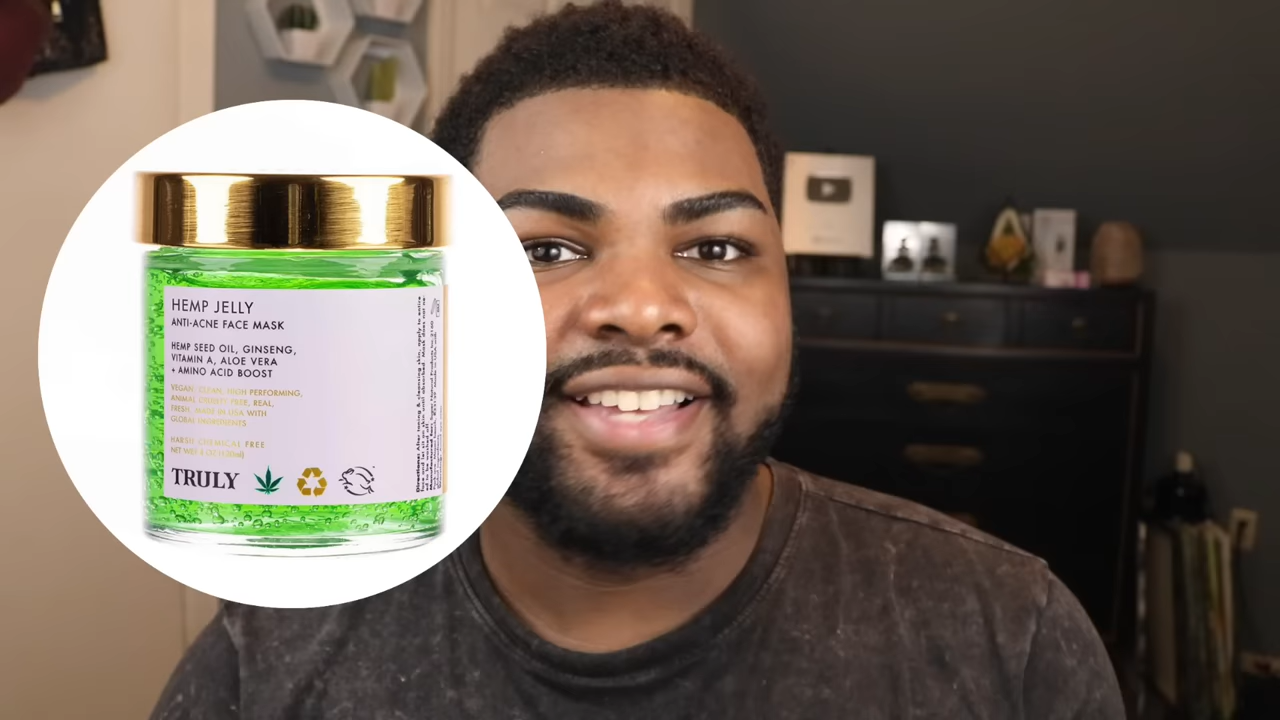 HEMP JELLY
ANTI-ACNE FACE MASK
HEMP SEED OIL, GINSENG,
VITAMIN A, ALOE VERA
+ AMINO ACID BOOST
VEGAN, CLEAN, HIGH PERFORMING,
ANIMAL CRUELTY FREE, REAL,
FRESH, MADE IN USA WITH
GLOBAL INGREDIENTS
HARSH CHEMICAL FREE
TRULY